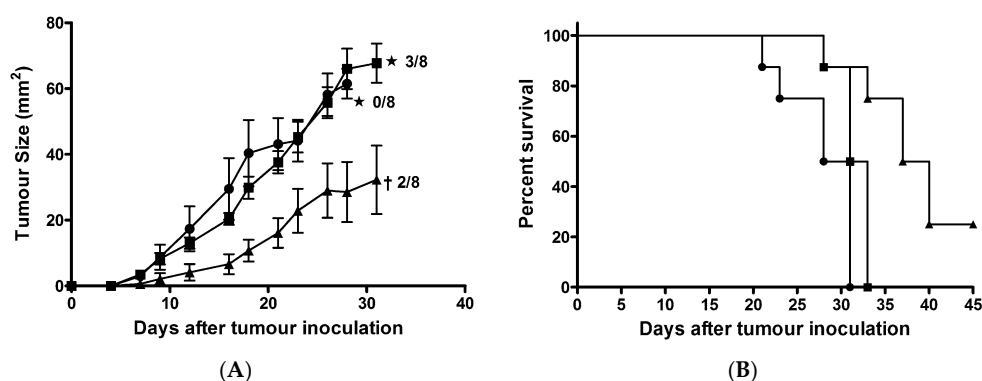 80
60
40
20
0
Tumour Size (mm²)
★ 3/8
★ 0/8
† 2/8
0 10 20 30 40
Days after tumour inoculation
(A)
100
80
60
40
20
0
Percent survival
0 5 10 15 20 25 30 35 40 45
Days after tumour inoculation
(B)